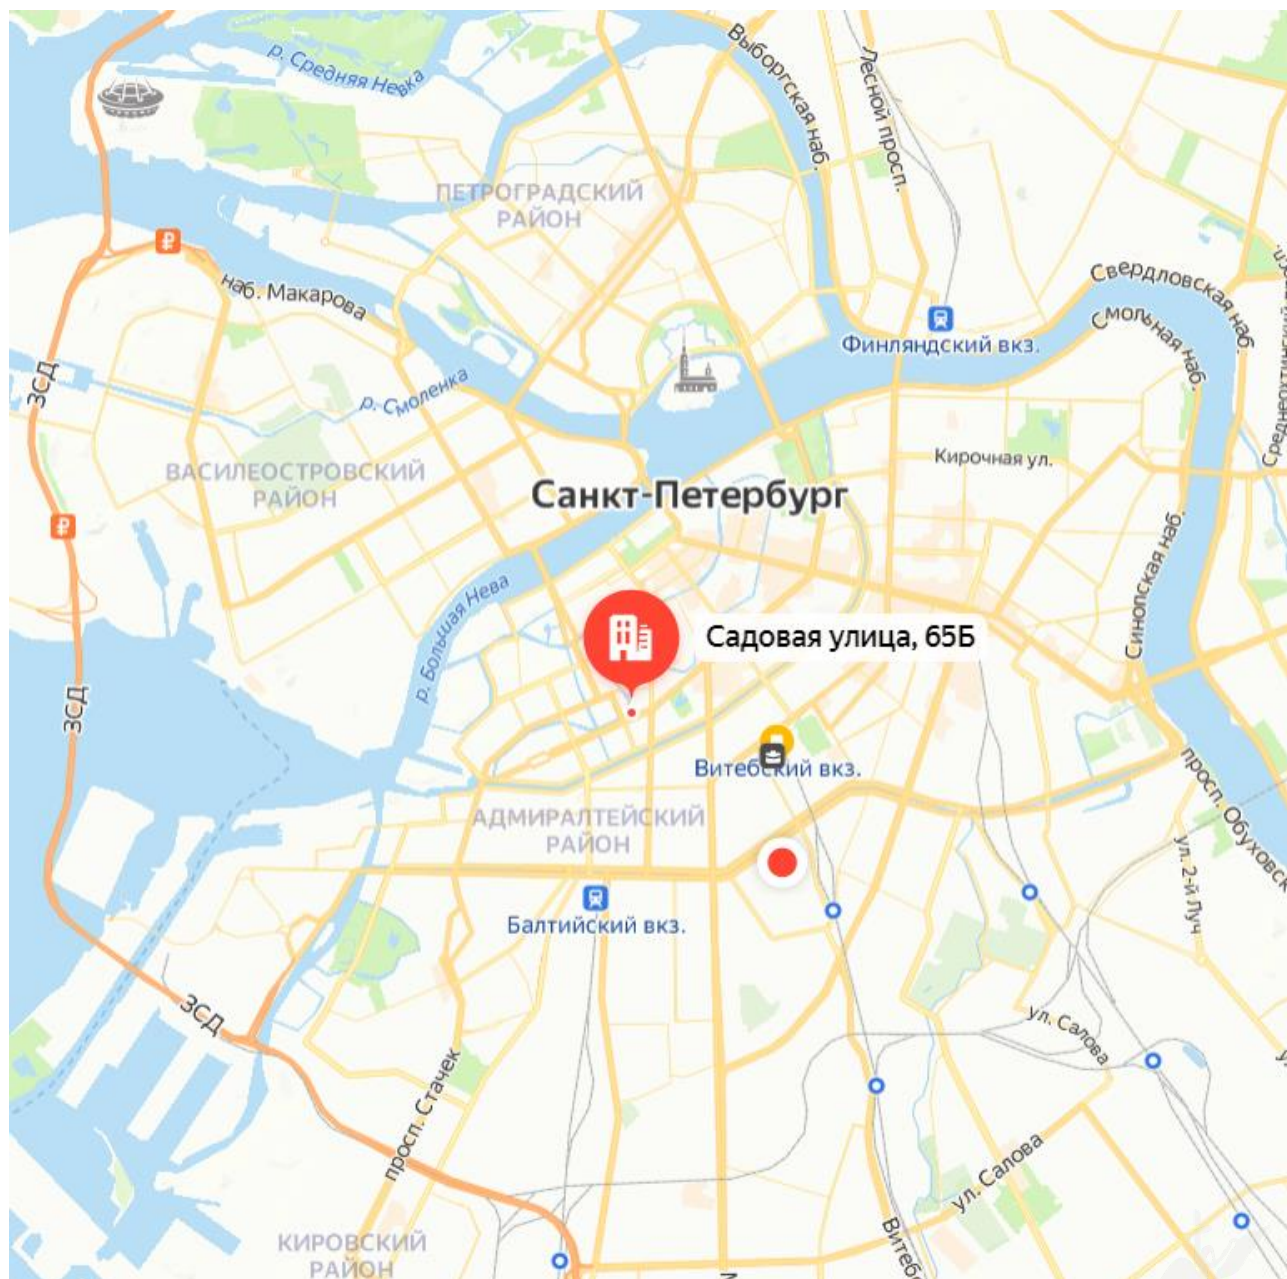 р. Средняя Невка
Выборгская наб.
Лесной просп.
ПЕТРОГРАДСКИЙ
РАЙОН
наб. Макарова
Свердловская наб.
Смольная наб.
Финляндский вкз.
ЗСД
р. Смоленка
Кирочная ул.
ВАСИЛЕОСТРОВСКИЙ
РАЙОН
Санкт-Петербург
Синопская наб.
р. Большая Нева
Садовая улица, 65Б
ЗСД
Витебский вкз.
просп. Обуховск
АДМИРАЛТЕЙСКИЙ
РАЙОН
ул. 2-й Луч
Балтийский вкз.
ЗСД
ул. Салова
просп. Стачек
ул. Салова
Витебс
КИРОВСКИЙ
РАЙОН